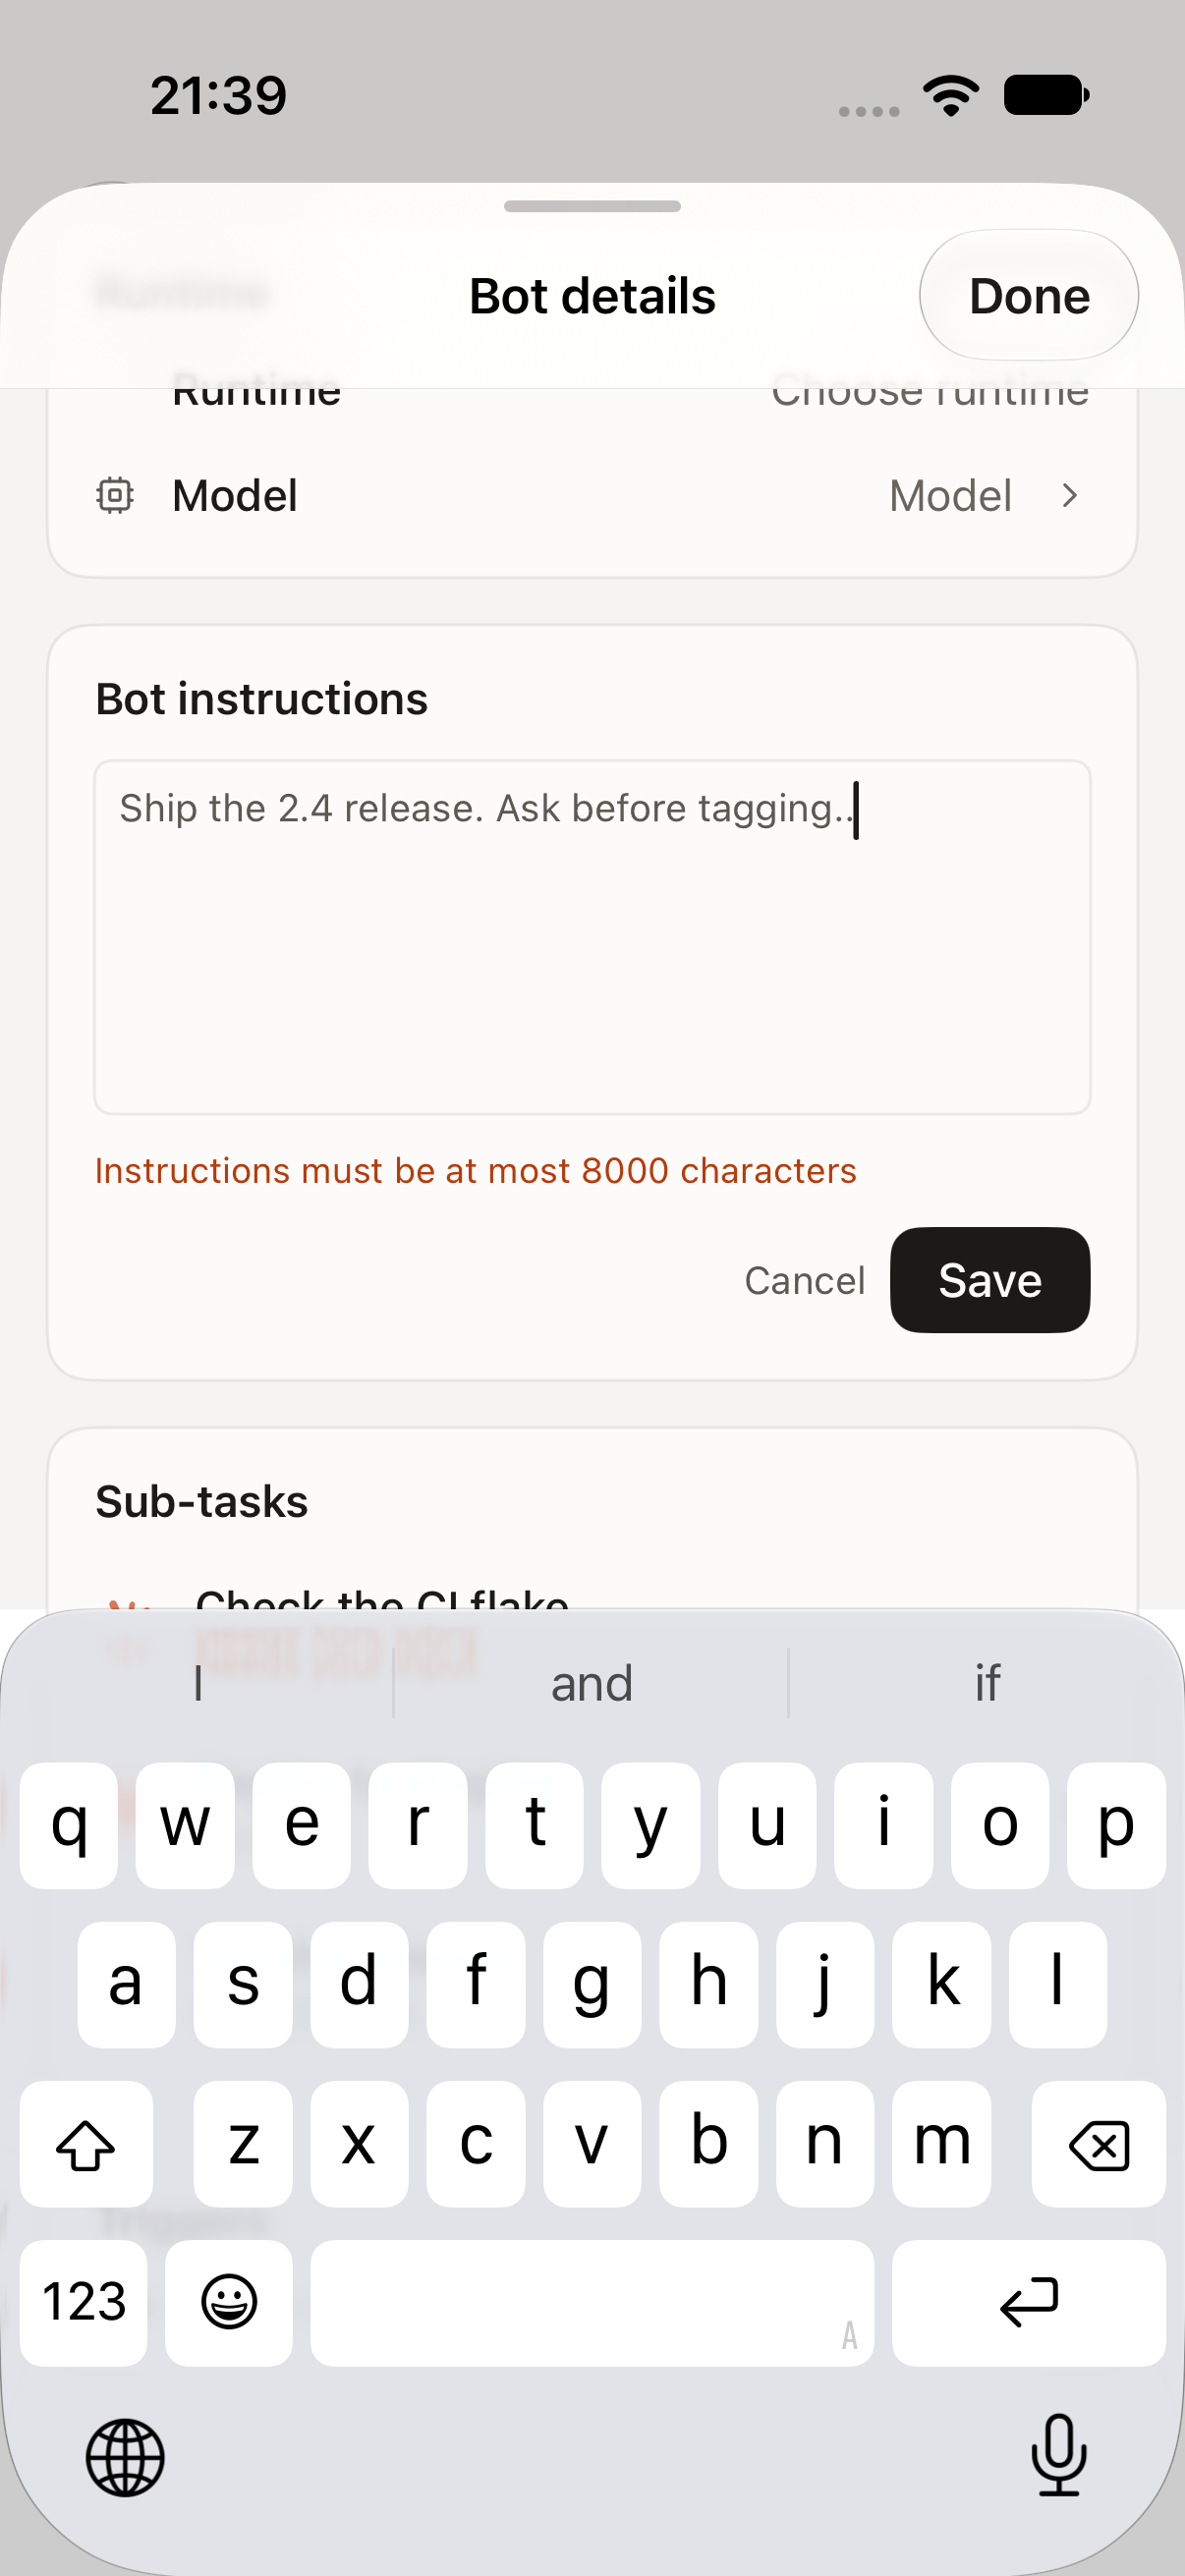 21:39
Bot details
Done
Runtime
Runtime
Choose runtime
Model
Model
Bot instructions
Ship the 2.4 release. Ask before tagging..
Instructions must be at most 8000 characters
Cancel
Save
Sub-tasks
Check the CI flake
I
and
if
q w e r t y u i o p
a s d f g h j k l
z x c v b n m
Triggers
123
A